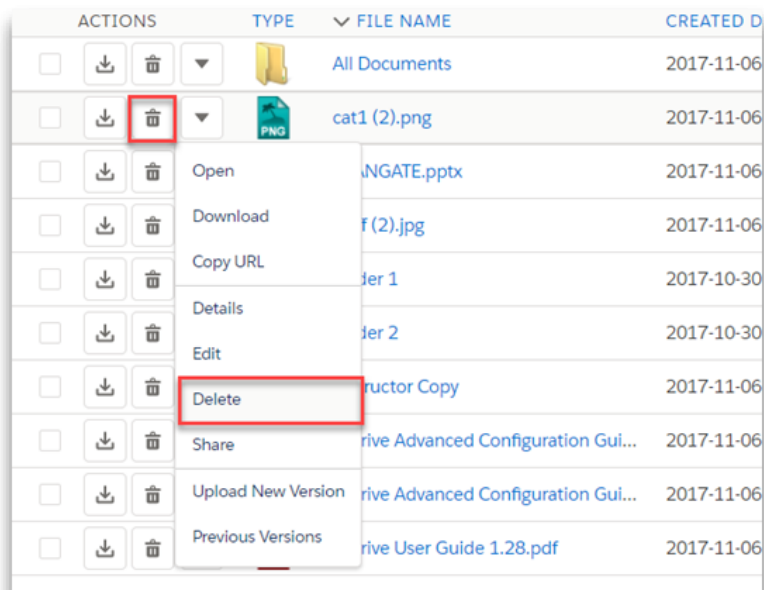 ACTIONS TYPE FILE NAME CREATED D
All Documents 2017-11-06
PNG cat1 (2).png 2017-11-06
Open NGATE.pptx 2017-11-06
Download f (2).jpg 2017-11-06
Copy URL der 1 2017-10-30
Details
der 2 2017-10-30
Edit
Delete ructor Copy 2017-11-06
Share rive Advanced Configuration Gui... 2017-11-06
Upload New Version rive Advanced Configuration Gui... 2017-11-06
Previous Versions rive User Guide 1.28.pdf 2017-11-06